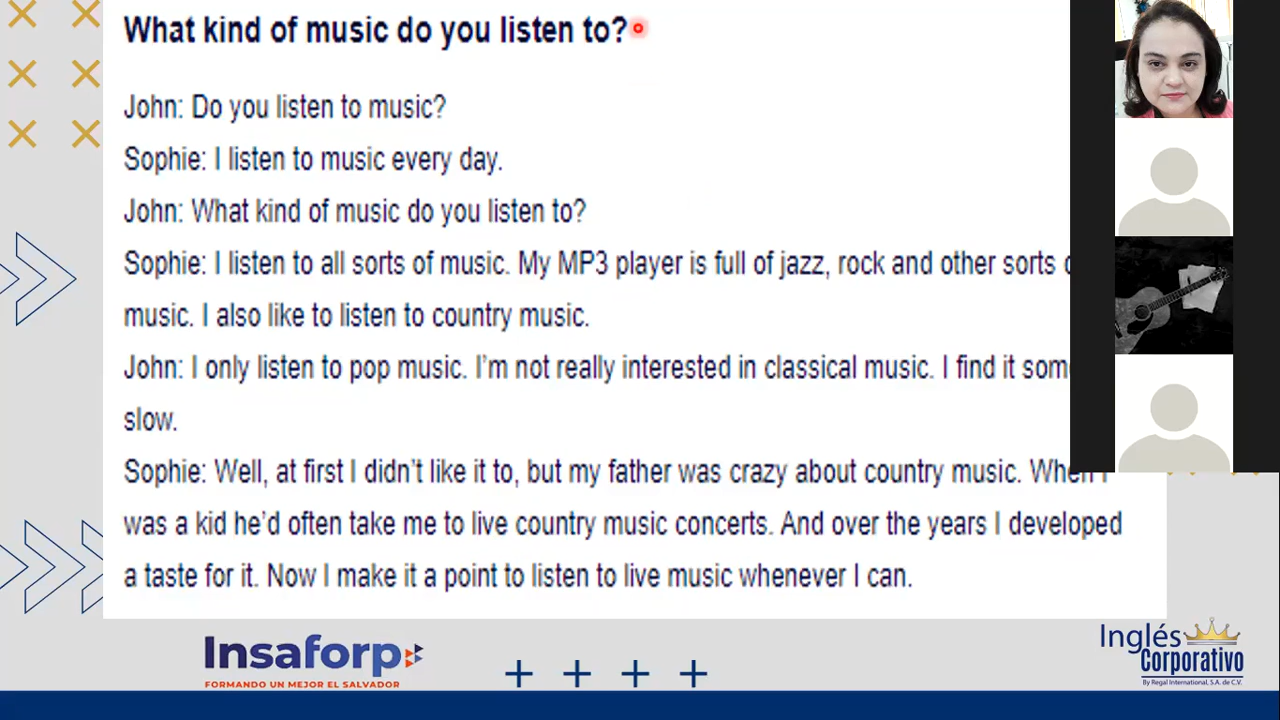 What kind of music do you listen to?
John: Do you listen to music?
Sophie: I listen to music every day.
John: What kind of music do you listen to?
Sophie: I listen to all sorts of music. My MP3 player is full of jazz, rock and other sorts
music. I also like to listen to country music.
John: I only listen to pop music. I'm not really interested in classical music. I find it
slow.
Sophie: Well, at first I didn't like it to, but my father was crazy about country music. When I
was a kid he'd often take me to live country music concerts. And over the years I developed
a taste for it. Now I make it a point to listen to live music whenever I can.
Insaforp
FORMANDO UN MEJOR EL SALVADOR
Inglés
Corporativo
By Regal International, S.A. de C.V.